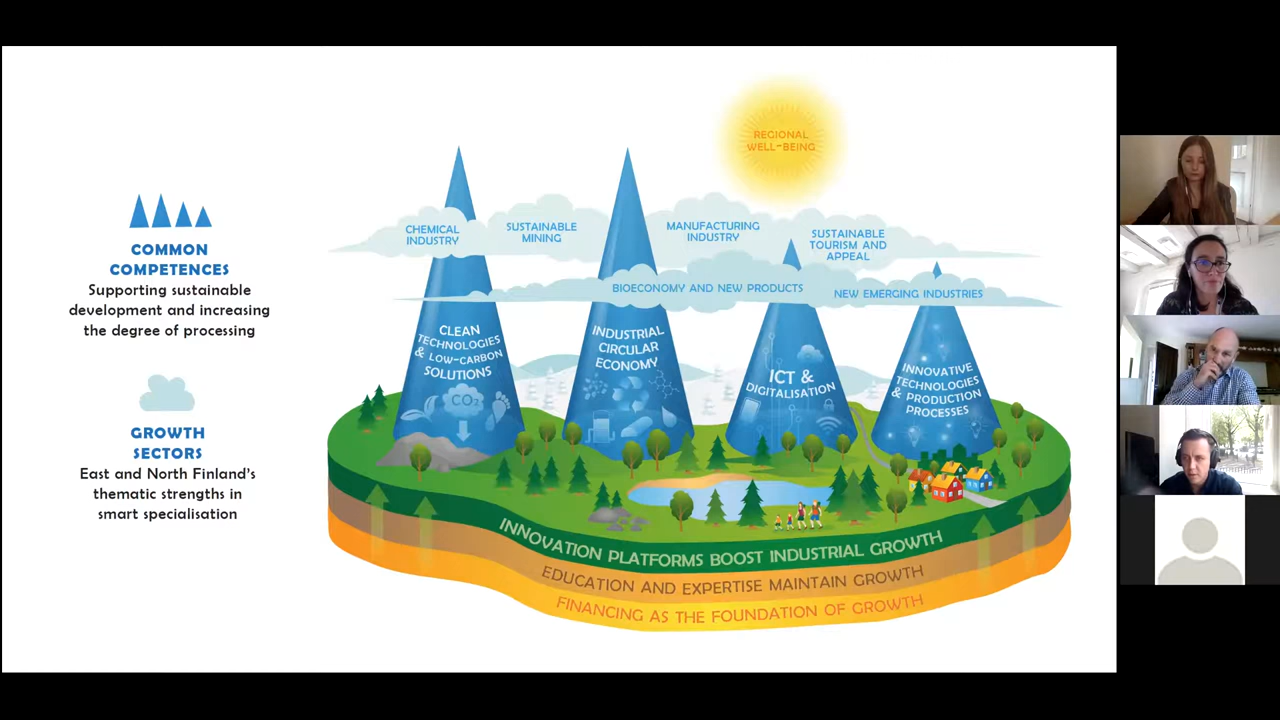 COMMON
COMPETENCES
Supporting sustainable
development and increasing
the degree of processing
GROWTH
SECTORS
East and North Finland's
thematic strengths in
smart specialisation
REGIONAL
WELL-BEING
CHEMICAL
INDUSTRY
SUSTAINABLE
MINING
MANUFACTURING
INDUSTRY
SUSTAINABLE
TOURISM AND
APPEAL
BIOECONOMY AND NEW PRODUCTS
NEW EMERGING INDUSTRIES
CLEAN
TECHNOLOGIES
& LOW-CARBON
SOLUTIONS
CO₂
INDUSTRIAL
CIRCULAR
ECONOMY
ICT &
DIGITALISATION
INNOVATIVE
TECHNOLOGIES
& PRODUCTION
PROCESSES
INNOVATION PLATFORMS BOOST INDUSTRIAL GROWTH
EDUCATION AND EXPERTISE MAINTAIN GROWTH
FINANCING AS THE FOUNDATION OF GROWTH